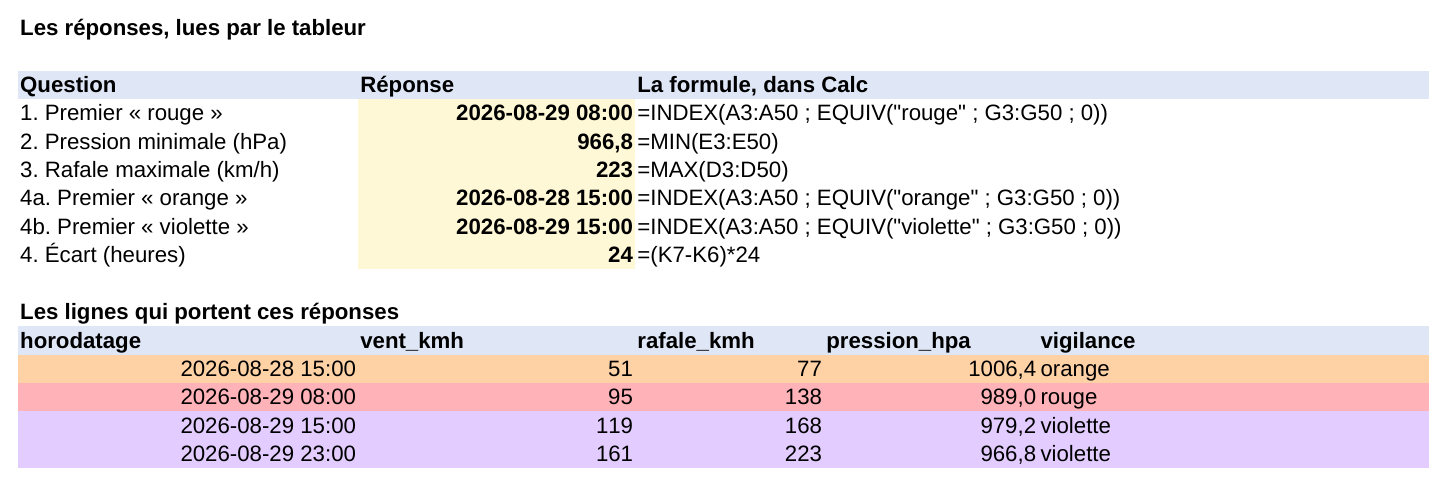 Les réponses, lues par le tableur
Question Réponse La formule, dans Calc
1. Premier « rouge » 2026-08-29 08:00 =INDEX(A3:A50 ; EQUIV("rouge" ; G3:G50 ; 0))
2. Pression minimale (hPa) 966,8 =MIN(E3:E50)
3. Rafale maximale (km/h) 223 =MAX(D3:D50)
4a. Premier « orange » 2026-08-28 15:00 =INDEX(A3:A50 ; EQUIV("orange" ; G3:G50 ; 0))
4b. Premier « violette » 2026-08-29 15:00 =INDEX(A3:A50 ; EQUIV("violette" ; G3:G50 ; 0))
4. Écart (heures) 24 =(K7-K6)*24
Les lignes qui portent ces réponses
horodatage vent_kmh rafale_kmh pression_hpa vigilance
2026-08-28 15:00 51 77 1006,4 orange
2026-08-29 08:00 95 138 989,0 rouge
2026-08-29 15:00 119 168 979,2 violette
2026-08-29 23:00 161 223 966,8 violette